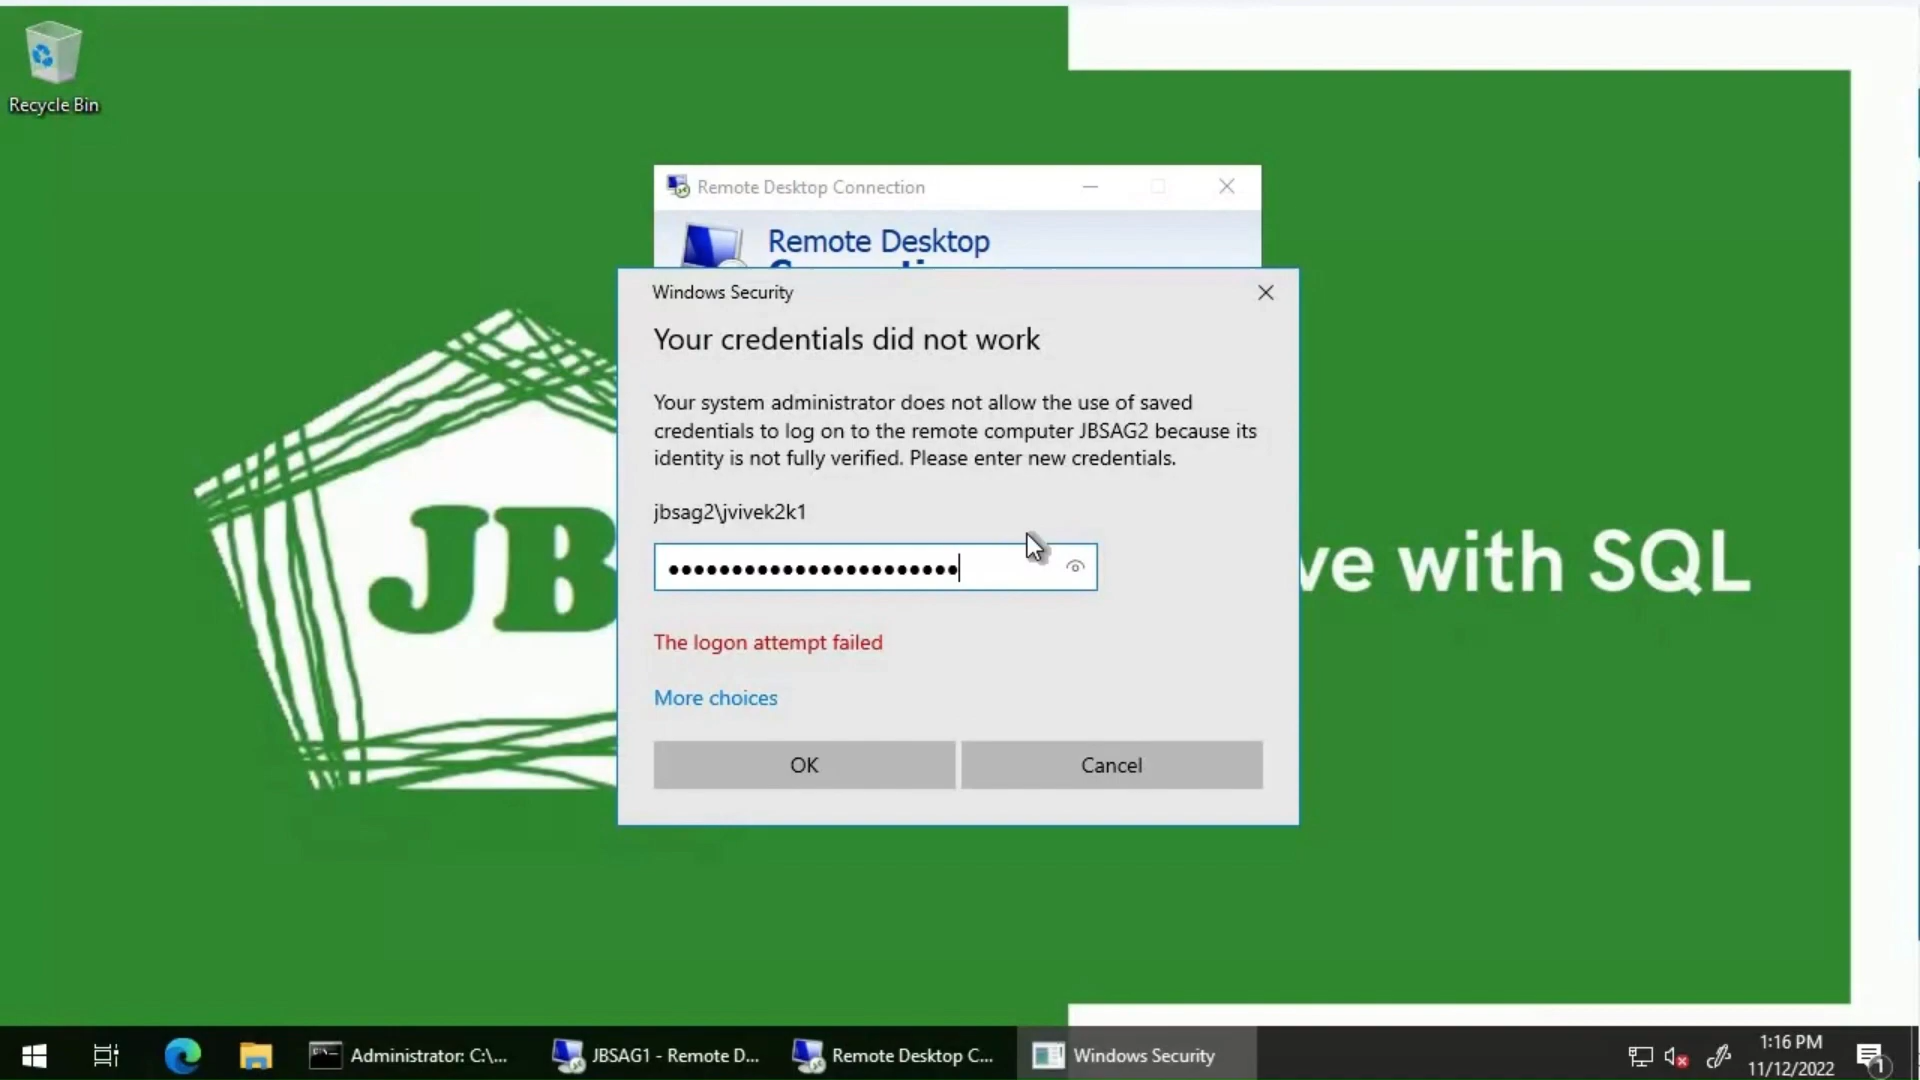 Recycle Bin
Remote Desktop Connection
Remote Desktop
Windows Security
Your credentials did not work
Your system administrator does not allow the use of saved
credentials to log on to the remote computer JBSAG2 because its
identity is not fully verified. Please enter new credentials.
jbsag2\jvivek2k1
The logon attempt failed
More choices
OK
Cancel
JB
ve with SQL
Administrator: C:\...
JBSAG1 - Remote D...
Remote Desktop C...
Windows Security
1:16 PM
11/12/2022
1